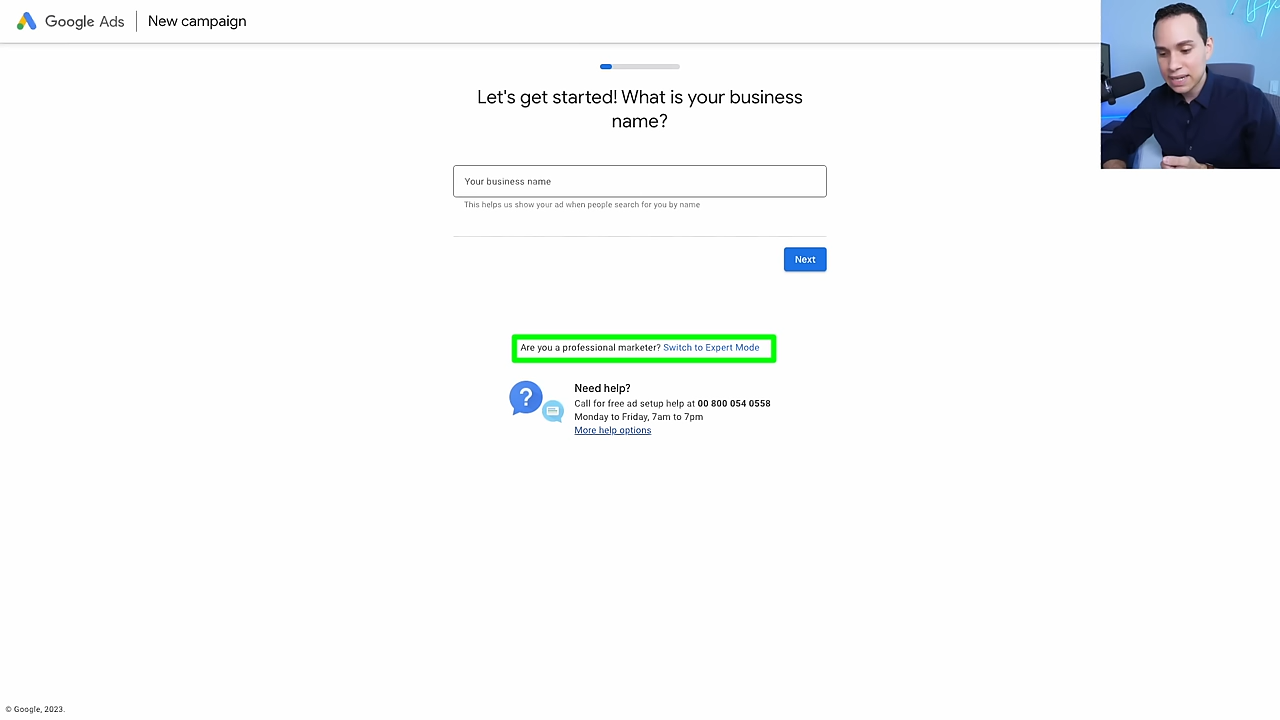 Google Ads
New campaign
Let's get started! What is your business
name?
Your business name
This helps us show your ad when people search for you by name
Next
Are you a professional marketer? Switch to Expert Mode
?
Need help?
Call for free ad setup help at 00 800 054 0558
Monday to Friday, 7am to 7pm
More help options
© Google, 2023.